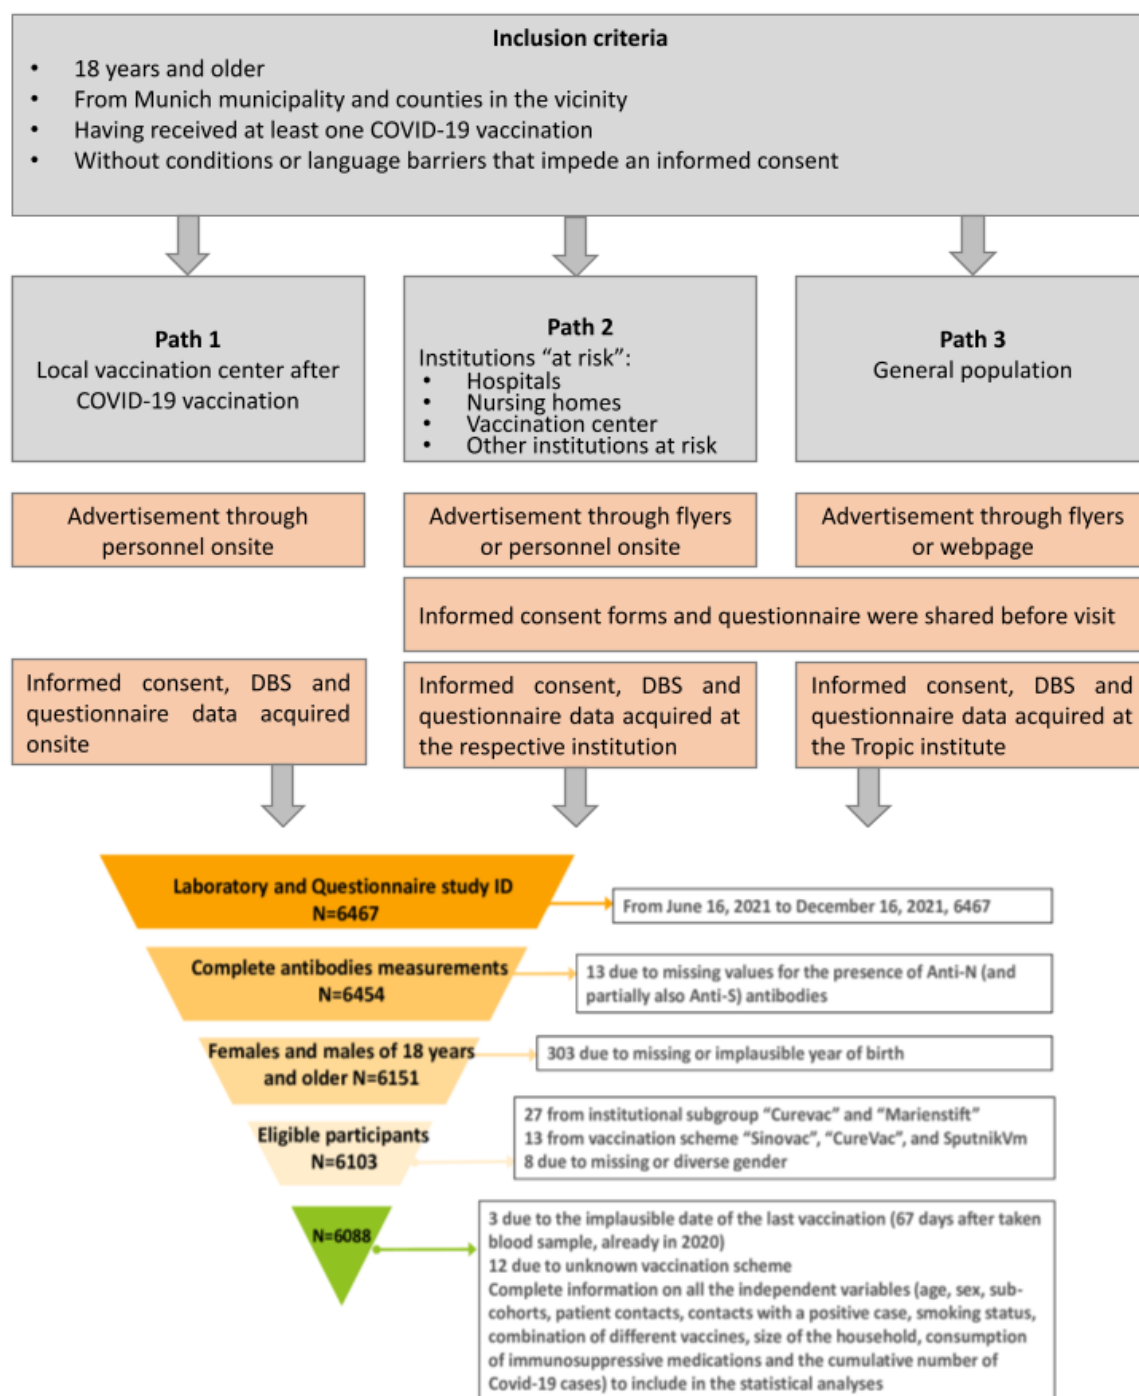 Inclusion criteria
• 18 years and older
• From Munich municipality and counties in the vicinity
• Having received at least one COVID-19 vaccination
• Without conditions or language barriers that impede an informed consent
Path 1
Local vaccination center after
COVID-19 vaccination
Path 2
Institutions “at risk”:
• Hospitals
• Nursing homes
• Vaccination center
• Other institutions at risk
Path 3
General population
Advertisement through
personnel onsite
Advertisement through flyers
or personnel onsite
Advertisement through flyers
or webpage
Informed consent forms and questionnaire were shared before visit
Informed consent, DBS and
questionnaire data acquired
onsite
Informed consent, DBS and
questionnaire data acquired at
the respective institution
Informed consent, DBS and
questionnaire data acquired at
the Tropic institute
Laboratory and Questionnaire study ID
N=6467
From June 16, 2021 to December 16, 2021, 6467
Complete antibodies measurements
N=6454
13 due to missing values for the presence of Anti-N (and
partially also Anti-S) antibodies
Females and males of 18 years
and older N=6151
303 due to missing or implausible year of birth
Eligible participants
N=6103
27 from institutional subgroup “Curevac” and “Marienstift”
13 from vaccination scheme “Sinovac”, “CureVac”, and SputnikVm
8 due to missing or diverse gender
N=6088
3 due to the implausible date of the last vaccination (67 days after taken
blood sample, already in 2020)
12 due to unknown vaccination scheme
Complete information on all the independent variables (age, sex, sub-
cohorts, patient contacts, contacts with a positive case, smoking status,
combination of different vaccines, size of the household, consumption
of immunosuppressive medications and the cumulative number of
Covid-19 cases) to include in the statistical analyses